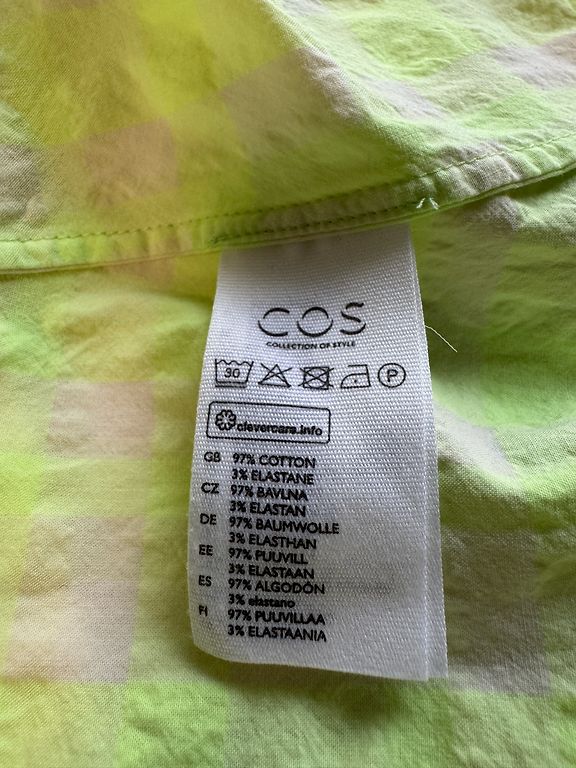 COS
COLLECTION OF STYLE
30 P
clevercare.info
GB 97% COTTON
3% ELASTANE
CZ 97% BAVLNA
3% ELASTAN
DE 97% BAUMWOLLE
3% ELASTHAN
EE 97% PUUVILL
3% ELASTAAN
ES 97% ALGODÓN
3% elastano
FI 97% PUUVILLAA
3% ELASTAANIA